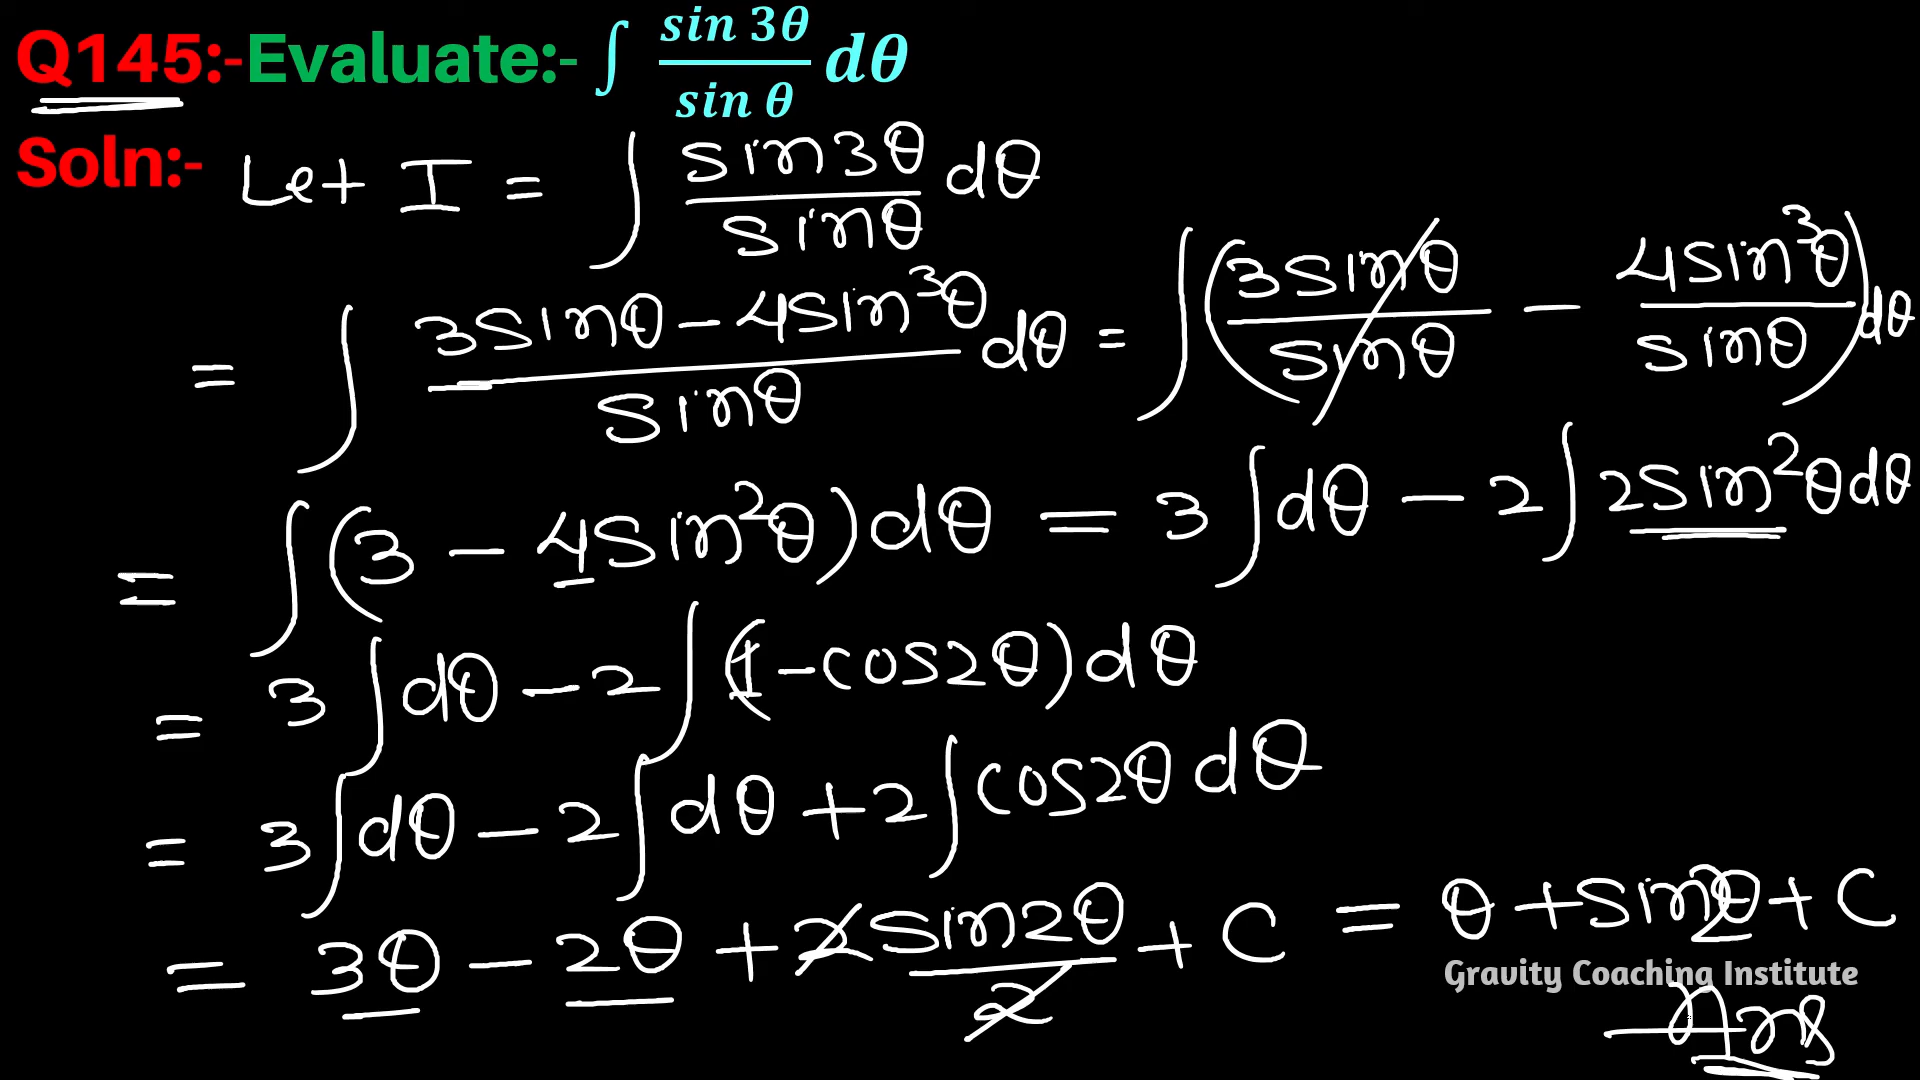 Q145:-Evaluate:- ∫ sin 3θ / sin θ dθ
Soln:- Let I = ∫ sin3θ / sinθ dθ
= ∫ 3sinθ - 4sin³θ / sinθ dθ = ∫ (3sinθ / sinθ - 4sin³θ / sinθ) dθ
= ∫ (3 - 4sin²θ) dθ = 3 ∫ dθ - 2 ∫ 2sin²θ dθ
= 3 ∫ dθ - 2 ∫ (1 - cos2θ) dθ
= 3 ∫ dθ - 2 ∫ dθ + 2 ∫ cos2θ dθ
= 3θ - 2θ + 2 sin2θ / 2 + C = θ + sin2θ + C
Gravity Coaching Institute
Ans